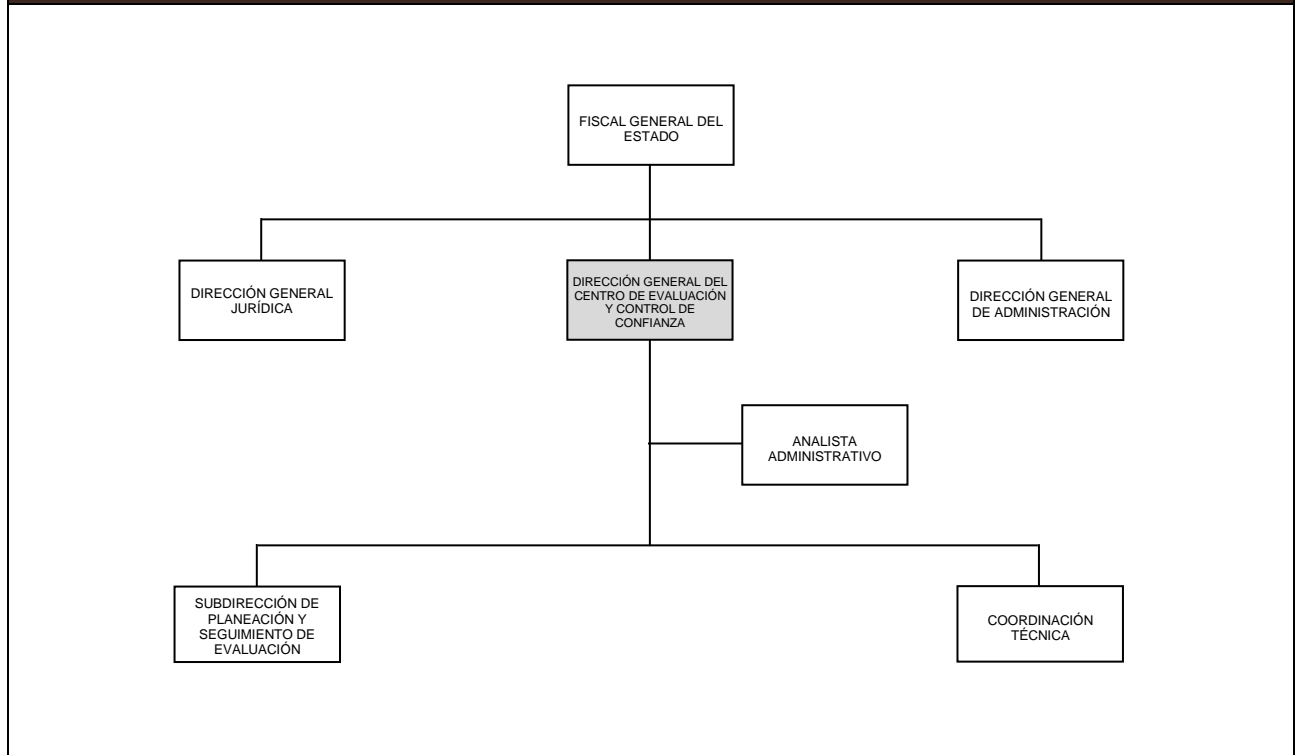 FISCAL GENERAL DEL
ESTADO
DIRECCIÓN GENERAL
JURÍDICA
DIRECCIÓN GENERAL DEL
CENTRO DE EVALUACIÓN
Y CONTROL DE
CONFIANZA
DIRECCIÓN GENERAL
DE ADMINISTRACIÓN
ANALISTA
ADMINISTRATIVO
SUBDIRECCIÓN DE
PLANEACIÓN Y
SEGUIMIENTO DE
EVALUACIÓN
COORDINACIÓN
TÉCNICA